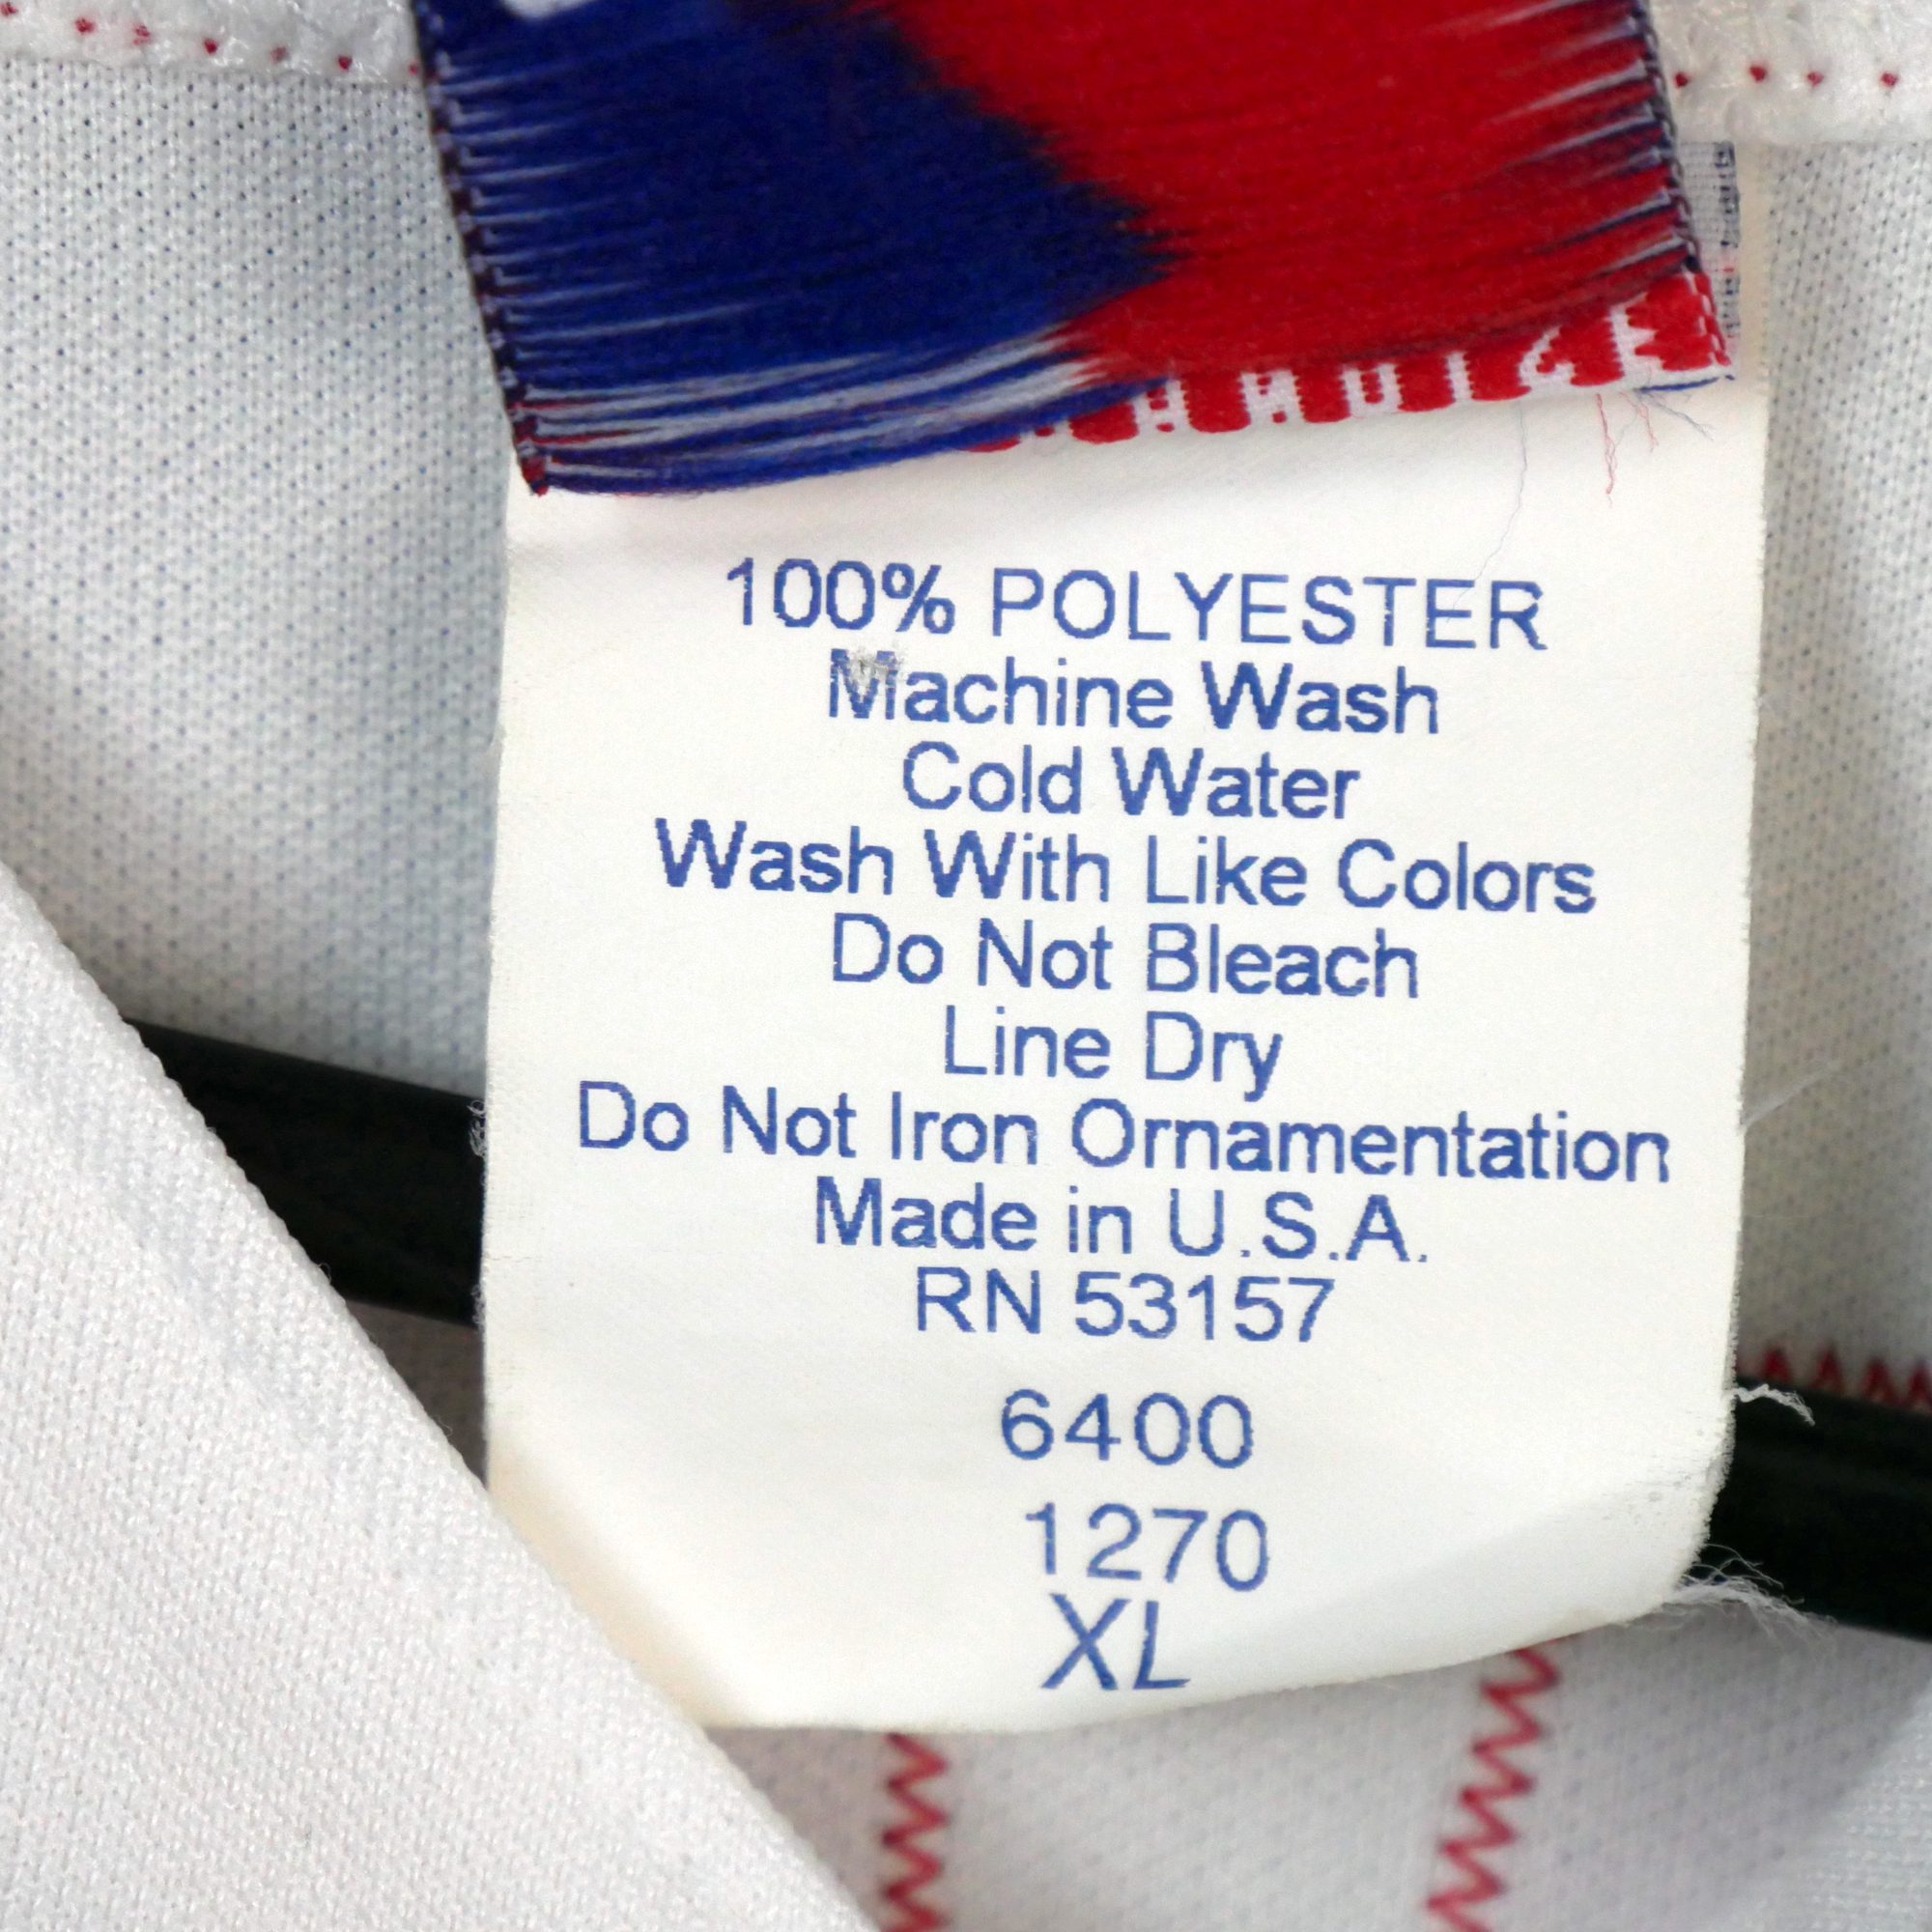 100% POLYESTER
Machine Wash
Cold Water
Wash With Like Colors
Do Not Bleach
Line Dry
Do Not Iron Ornamentation
Made in U.S.A.
RN 53157
6400
1270
XL